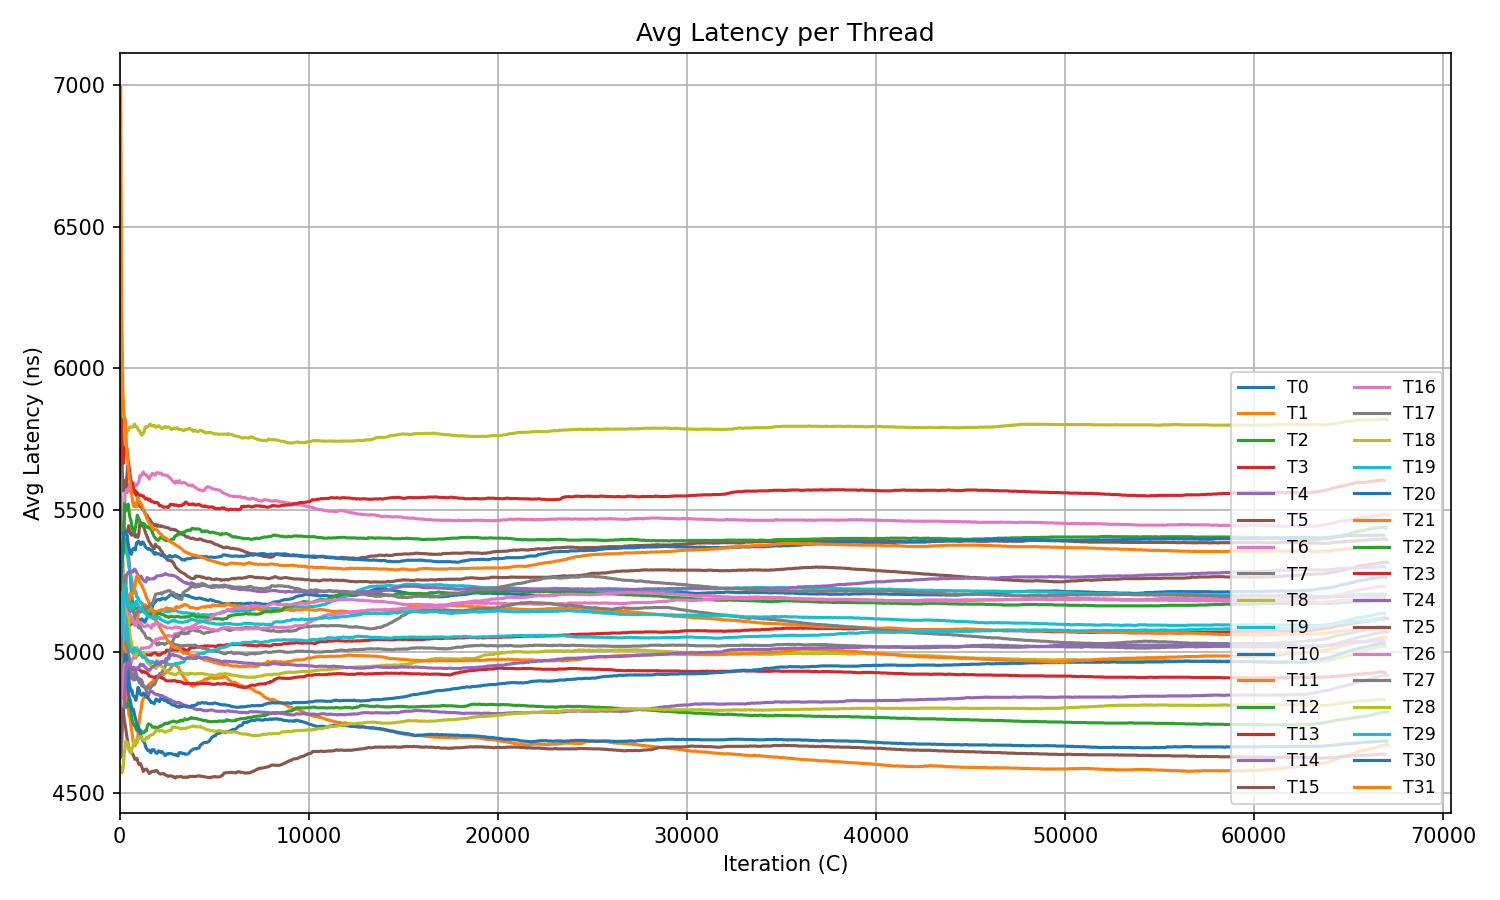 Avg Latency per Thread
Avg Latency (ns)
7000
6500
6000
5500
5000
4500
0
10000
20000
30000
40000
50000
60000
70000
Iteration (C)
T0
T1
T2
T3
T4
T5
T6
T7
T8
T9
T10
T11
T12
T13
T14
T15
T16
T17
T18
T19
T20
T21
T22
T23
T24
T25
T26
T27
T28
T29
T30
T31